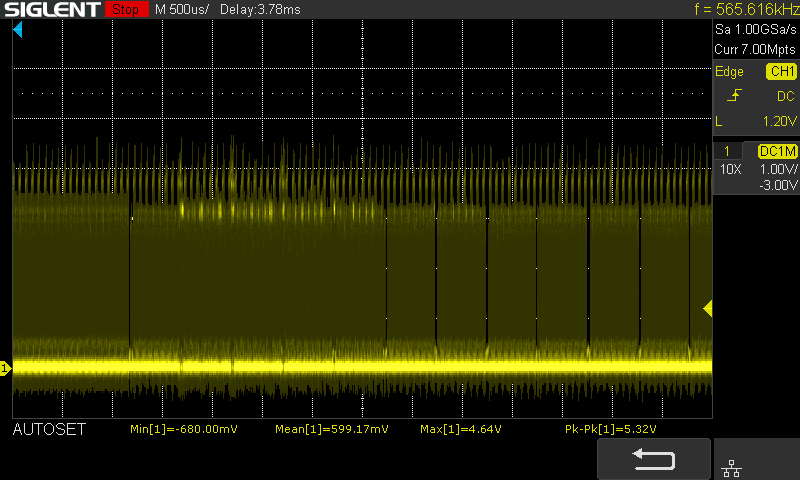 SIGLENT Stop M 500us/ Delay:3.78ms f = 565.616kHz
Sa 1.00GSa/s
Curr 7.00Mpts
Edge CH1
DC
L 1.20V
1 DC1M
10X 1.00V/
-3.00V
1
AUTOSET Min[1]=-680.00mV Mean[1]=599.17mV Max[1]=4.64V Pk-Pk[1]=5.32V